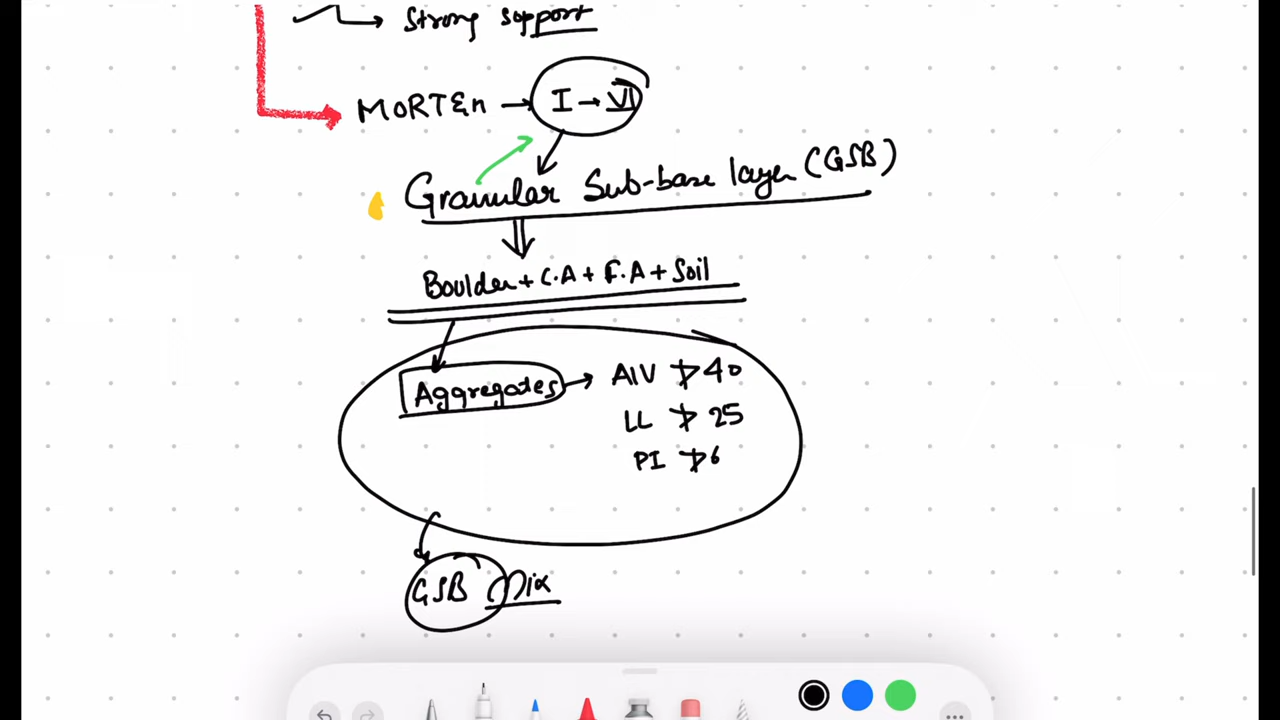 Strong support
MORTEn → I → VI
Granular Sub-base layer (GSB)
Boulder + C.A + F.A + Soil
Aggregates → AIV ≯ 40
LL ≯ 25
PI ≯ 6
GSB Mix